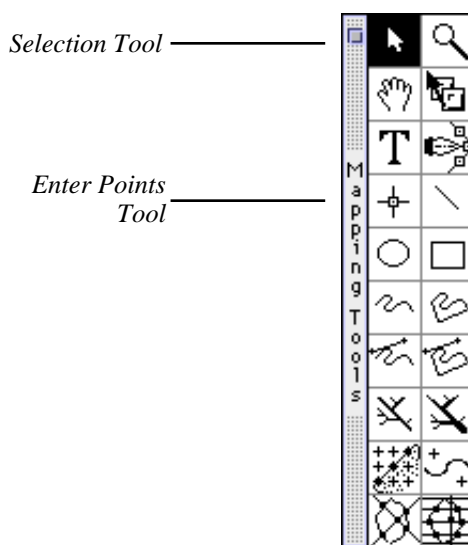 Selection Tool
Enter Points
Tool
Mapping Tools
T